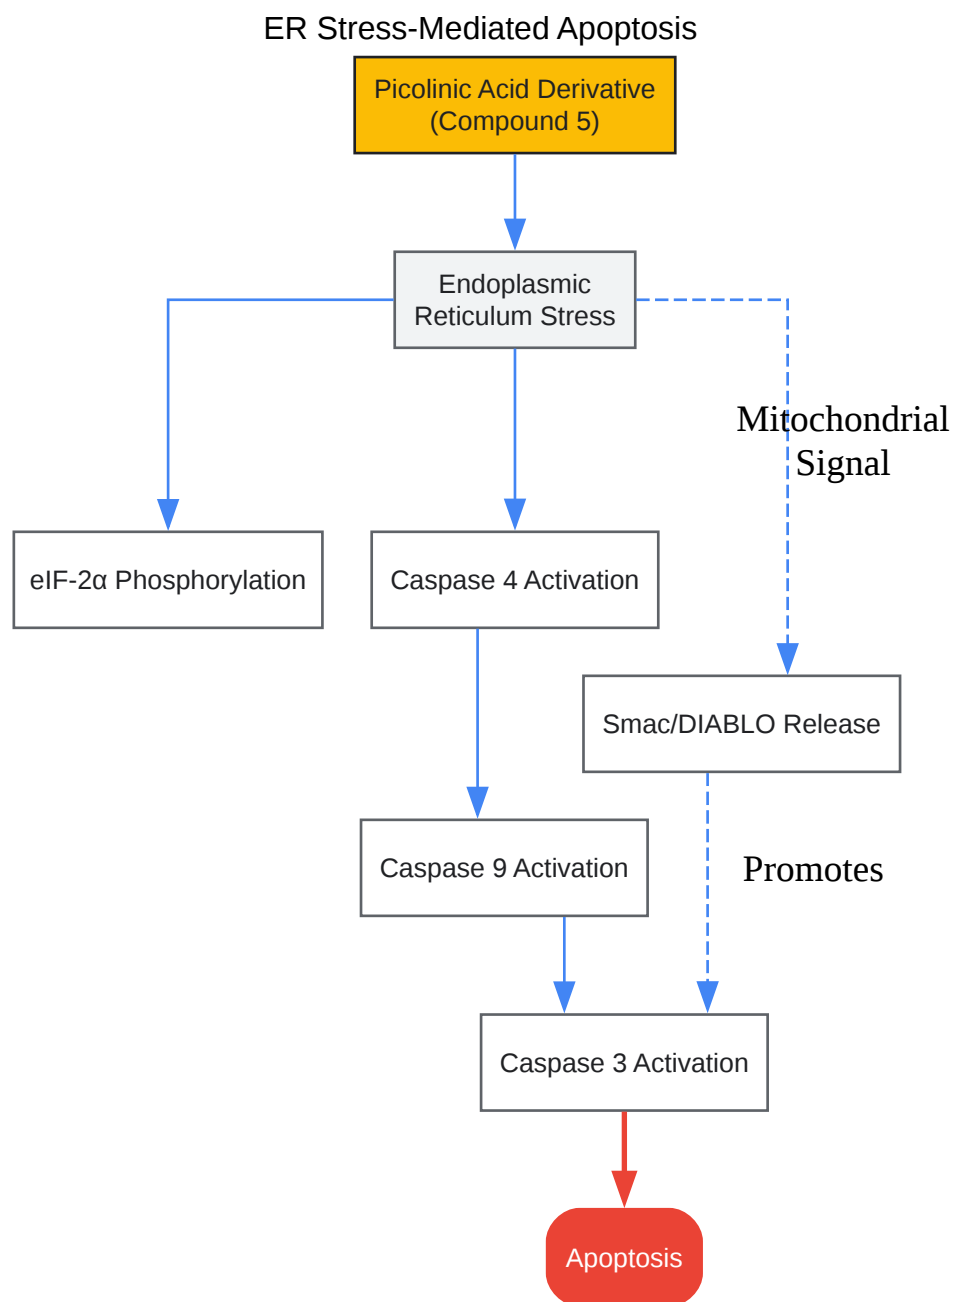 ER Stress-Mediated Apoptosis
Picolinic Acid Derivative
(Compound 5)
Endoplasmic
Reticulum Stress
Mitochondrial
Signal
eIF-2α Phosphorylation
Caspase 4 Activation
Smac/DIABLO Release
Caspase 9 Activation
Promotes
Caspase 3 Activation
Apoptosis